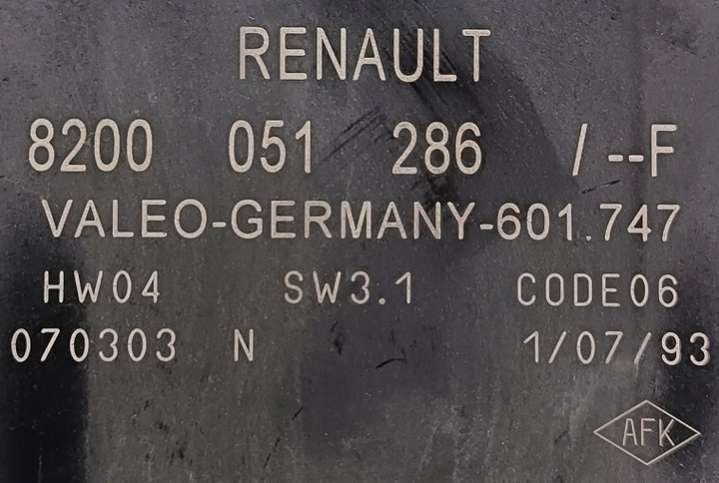 RENAULT
8200 051 286 /--F
VALEO-GERMANY-601.747
HW04 SW3.1 CODE06
070303 N 1/07/93
AFK